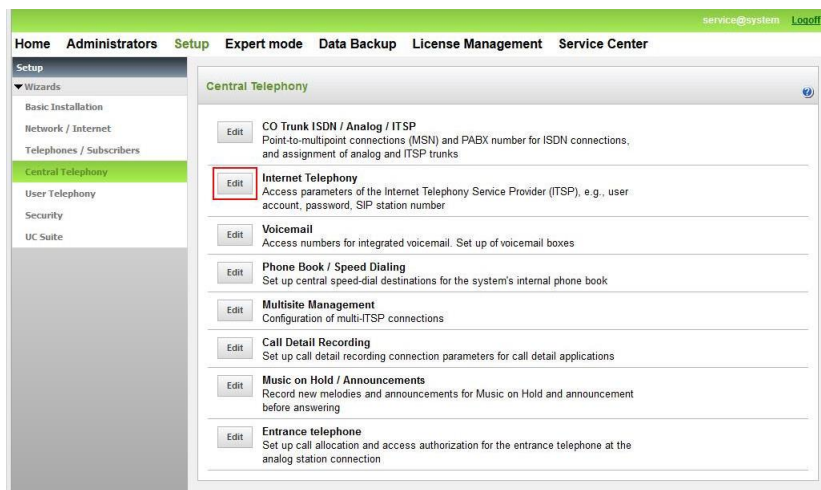 service@system Logoff
Home Administrators Setup Expert mode Data Backup License Management Service Center
Setup
Wizards
Basic Installation
Network / Internet
Telephones / Subscribers
Central Telephony
User Telephony
Security
UC Suite
Central Telephony
Edit
CO Trunk ISDN / Analog / ITSP
Point-to-multipoint connections (MSN) and PABX number for ISDN connections,
and assignment of analog and ITSP trunks
Edit
Internet Telephony
Access parameters of the Internet Telephony Service Provider (ITSP), e.g., user
account, password, SIP station number
Edit
Voicemail
Access numbers for integrated voicemail. Set up of voicemail boxes
Edit
Phone Book / Speed Dialing
Set up central speed-dial destinations for the system's internal phone book
Edit
Multisite Management
Configuration of multi-ITSP connections
Edit
Call Detail Recording
Set up call detail recording connection parameters for call detail applications
Edit
Music on Hold / Announcements
Record new melodies and announcements for Music on Hold and announcement
before answering
Edit
Entrance telephone
Set up call allocation and access authorization for the entrance telephone at the
analog station connection